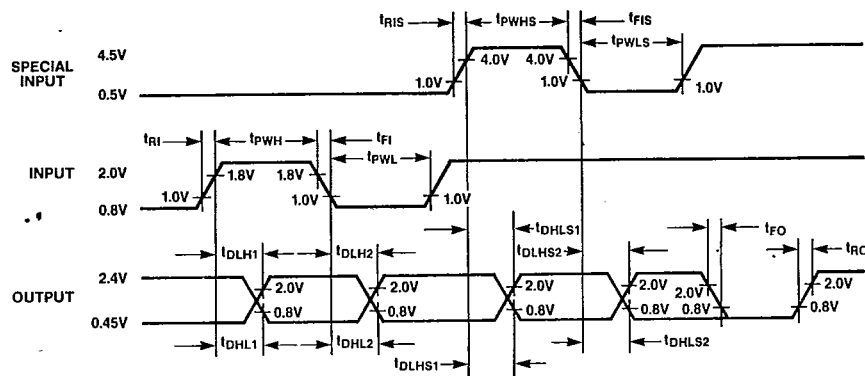 tRIS tPWHS tFIS
tPWLS
SPECIAL INPUT
4.5V
4.0V 4.0V
1.0V 1.0V 1.0V
0.5V
tRI tPWH tFI
tPWL
INPUT
2.0V
1.8V 1.8V
1.0V 1.0V 1.0V
0.8V
tDHLS1 tFO
tDLH1 tDLH2 tDLHS2 tRO
OUTPUT
2.4V
2.0V 2.0V 2.0V 2.0V 2.0V 2.0V
0.8V 0.8V 0.8V 0.8V 0.8V 0.8V
0.45V
tDHL1 tDHL2 tDHLS2
tDLHS1